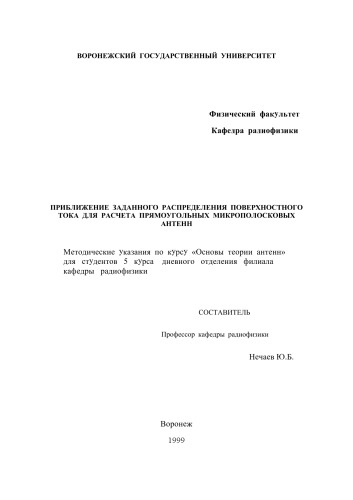 ВОРОНЕЖСКИЙ ГОСУДАРСТВЕННЫЙ УНИВЕРСИТЕТ
Физический факультет
Кафедра радиофизики
ПРИБЛИЖЕНИЕ ЗАДАННОГО РАСПРЕДЕЛЕНИЯ ПОВЕРХНОСТНОГО
ТОКА ДЛЯ РАСЧЕТА ПРЯМОУГОЛЬНЫХ МИКРОПОЛОСКОВЫХ
АНТЕНН
Методические указания по курсу «Основы теории антенн»
для студентов 5 курса дневного отделения филиала
кафедры радиофизики
СОСТАВИТЕЛЬ
Профессор кафедры радиофизики
Нечаев Ю.Б.
Воронеж
1999